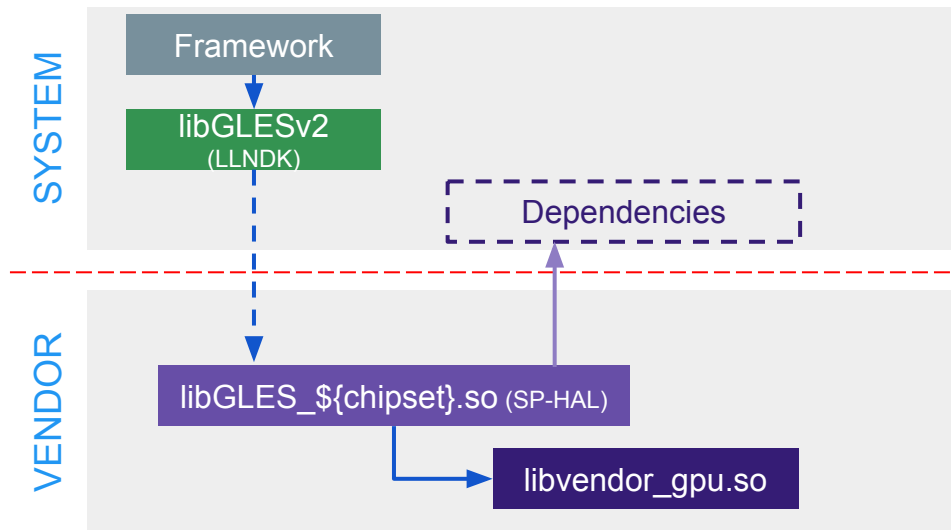 SYSTEM
Framework
libGLESv2
(LLNDK)
Dependencies
VENDOR
libGLES_${chipset}.so (SP-HAL)
libvendor_gpu.so